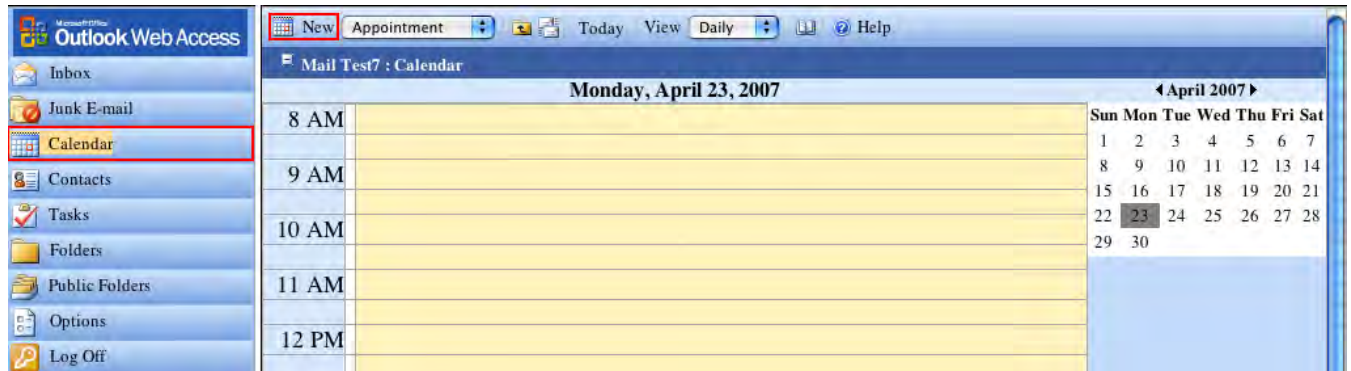 Microsoft Office
Outlook Web Access
Inbox
Junk E-mail
Calendar
Contacts
Tasks
Folders
Public Folders
Options
Log Off
New Appointment Today View Daily Help
Mail Test7 : Calendar
Monday, April 23, 2007
8 AM
9 AM
10 AM
11 AM
12 PM
April 2007
Sun Mon Tue Wed Thu Fri Sat
1 2 3 4 5 6 7
8 9 10 11 12 13 14
15 16 17 18 19 20 21
22 23 24 25 26 27 28
29 30